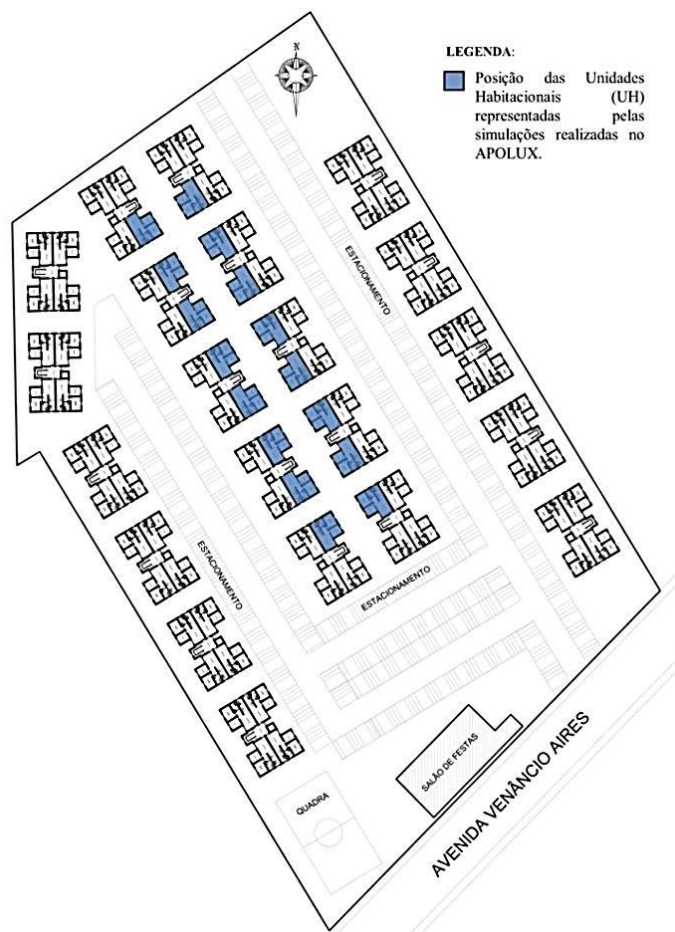 N
LEGENDA:
Posição das Unidades
Habitacionais (UH)
representadas pelas
simulações realizadas no
APOLUX.
ESTACIONAMENTO
ESTACIONAMENTO
ESTACIONAMENTO
SALÃO DE FESTAS
QUADRA
AVENIDA VENÂNCIO AIRES